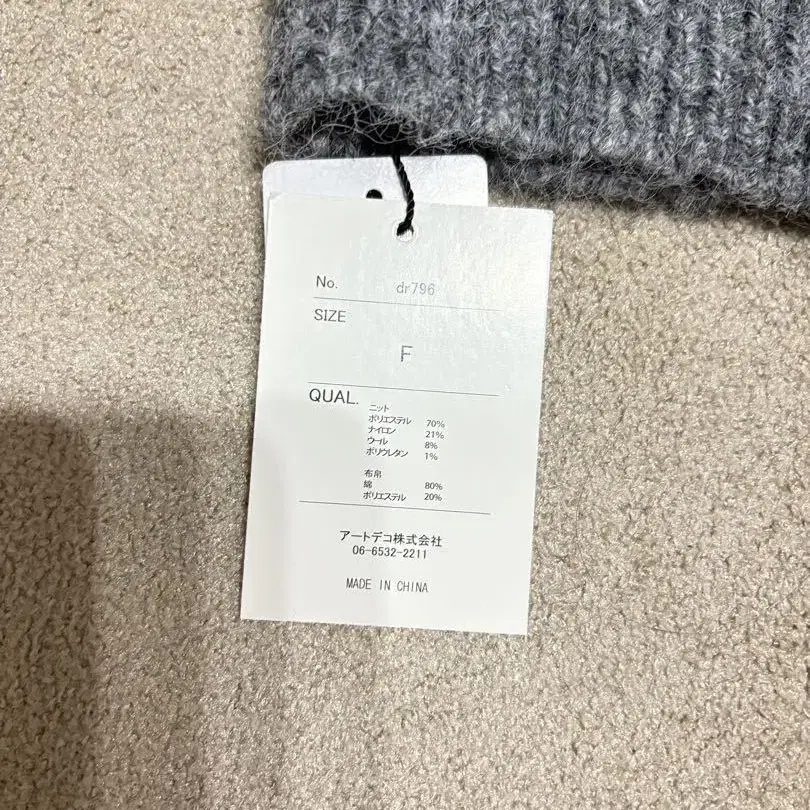 No. dr796
SIZE
F
QUAL.
ニット
ポリエステル 70%
ナイロン 21%
ウール 8%
ポリウレタン 1%
布帛
綿 80%
ポリエステル 20%
アートデコ株式会社
06-6532-2211
MADE IN CHINA